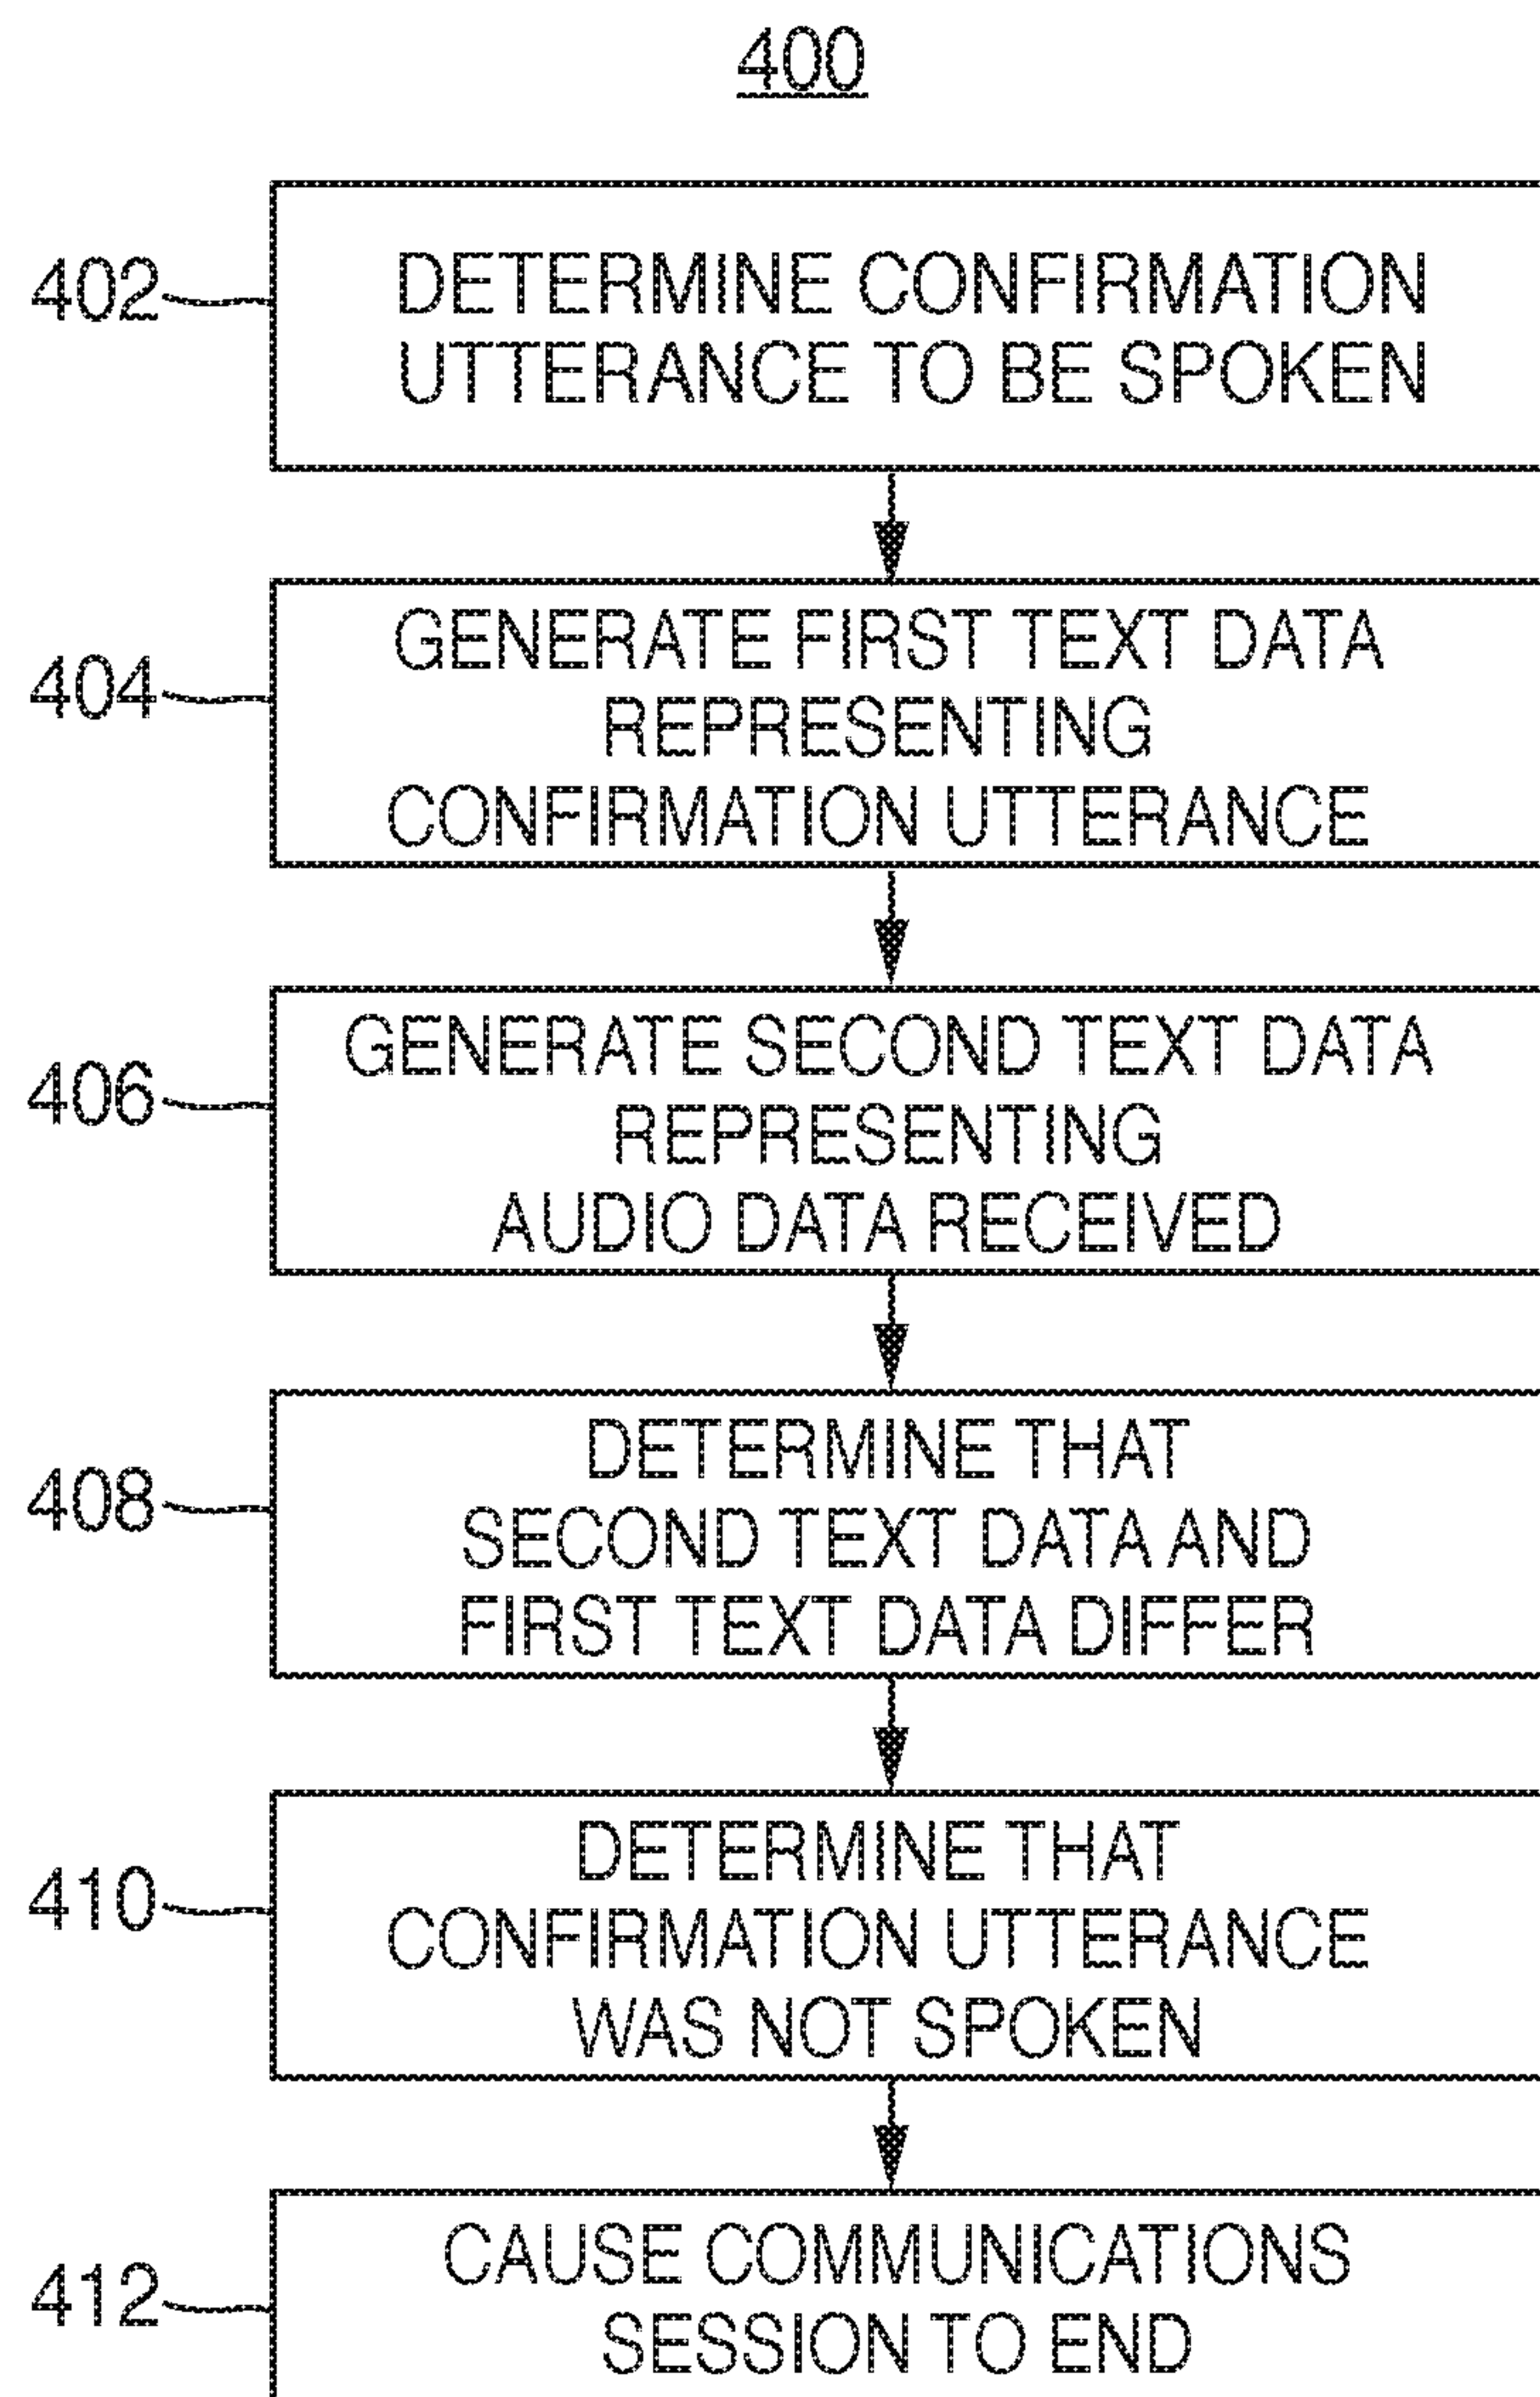 400
402
DETERMINE CONFIRMATION
UTTERANCE TO BE SPOKEN
404
GENERATE FIRST TEXT DATA
REPRESENTING
CONFIRMATION UTTERANCE
406
GENERATE SECOND TEXT DATA
REPRESENTING
AUDIO DATA RECEIVED
408
DETERMINE THAT
SECOND TEXT DATA AND
FIRST TEXT DATA DIFFER
410
DETERMINE THAT
CONFIRMATION UTTERANCE
WAS NOT SPOKEN
412
CAUSE COMMUNICATIONS
SESSION TO END